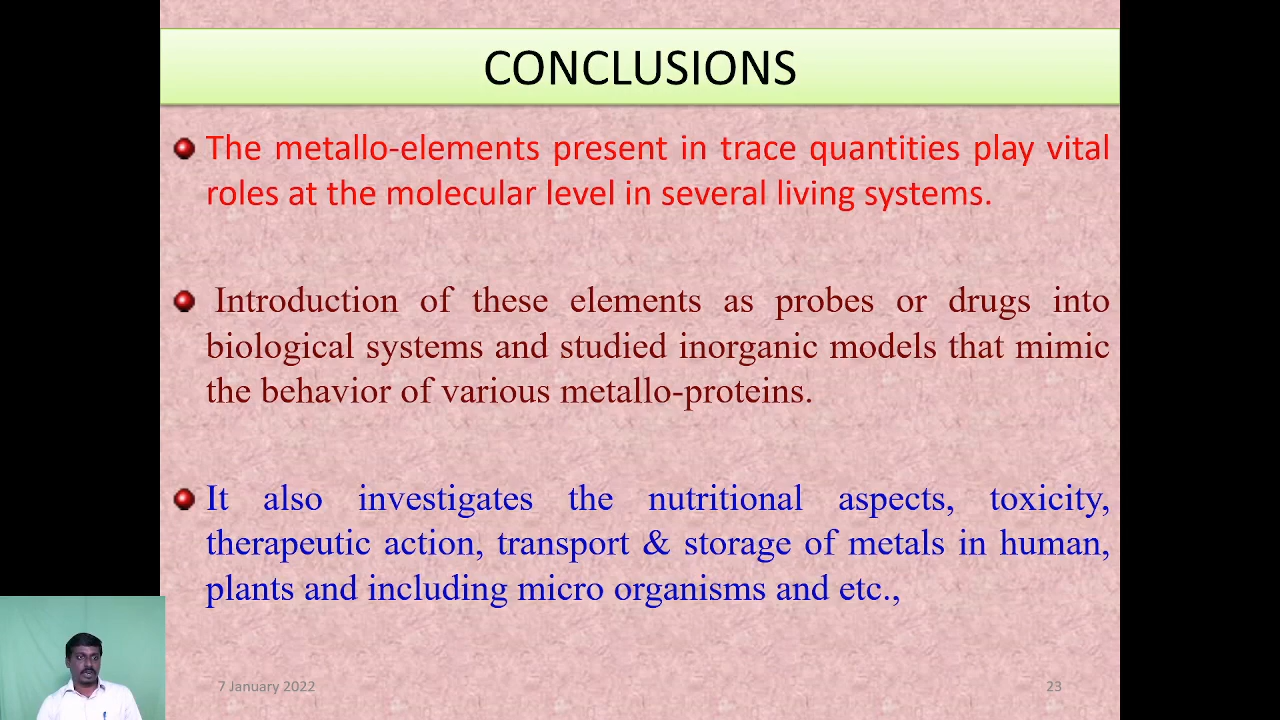 CONCLUSIONS
The metallo-elements present in trace quantities play vital
roles at the molecular level in several living systems.
Introduction of these elements as probes or drugs into
biological systems and studied inorganic models that mimic
the behavior of various metallo-proteins.
It also investigates the nutritional aspects, toxicity,
therapeutic action, transport & storage of metals in human,
plants and including micro organisms and etc.,
7 January 2022
23